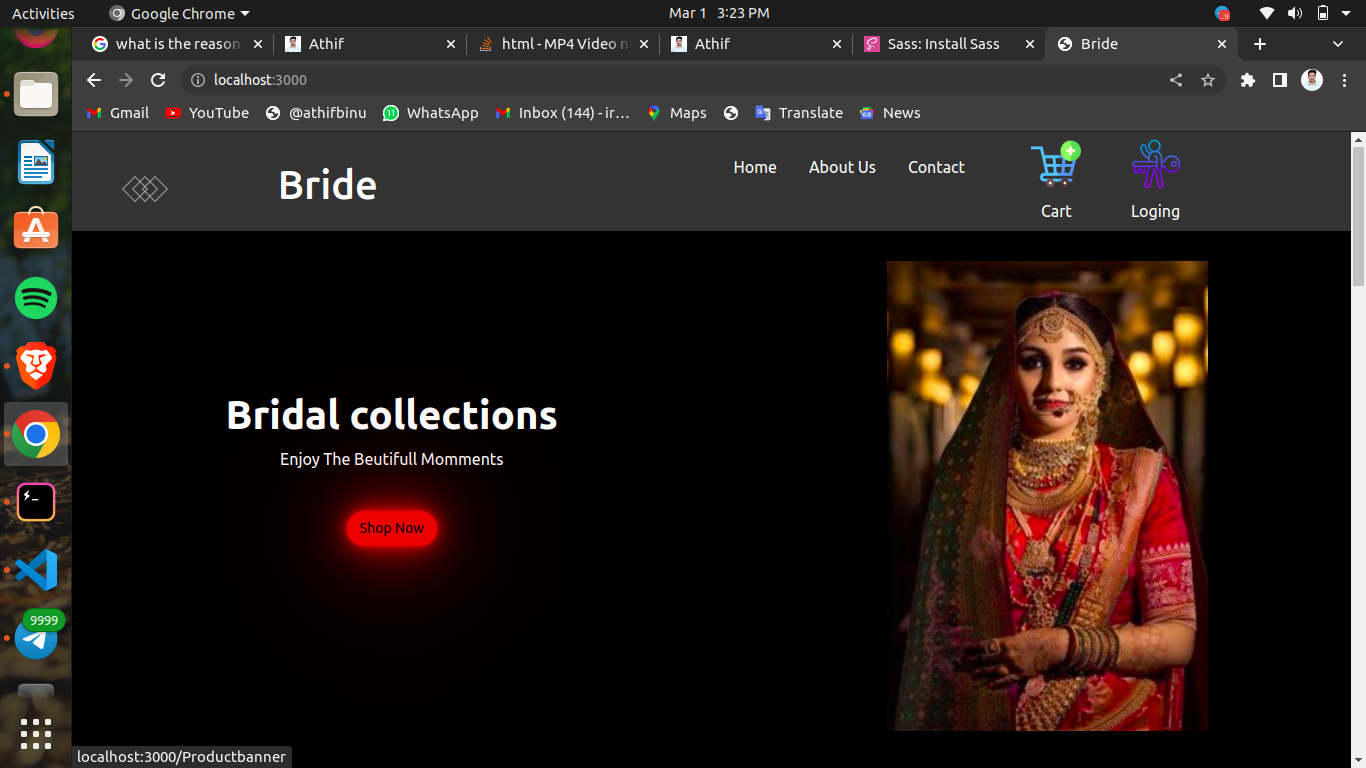 Activities Google Chrome Mar 1 3:23 PM
9
what is the reason Athif html - MP4 Video n Athif Sass: Install Sass Bride
localhost:3000
Gmail YouTube @athifbinu 11 WhatsApp Inbox (144) - ir… Maps Translate News
Bride
Home About Us Contact
Cart Loging
Bridal collections
Enjoy The Beutifull Momments
Shop Now
9999
localhost:3000/Productbanner